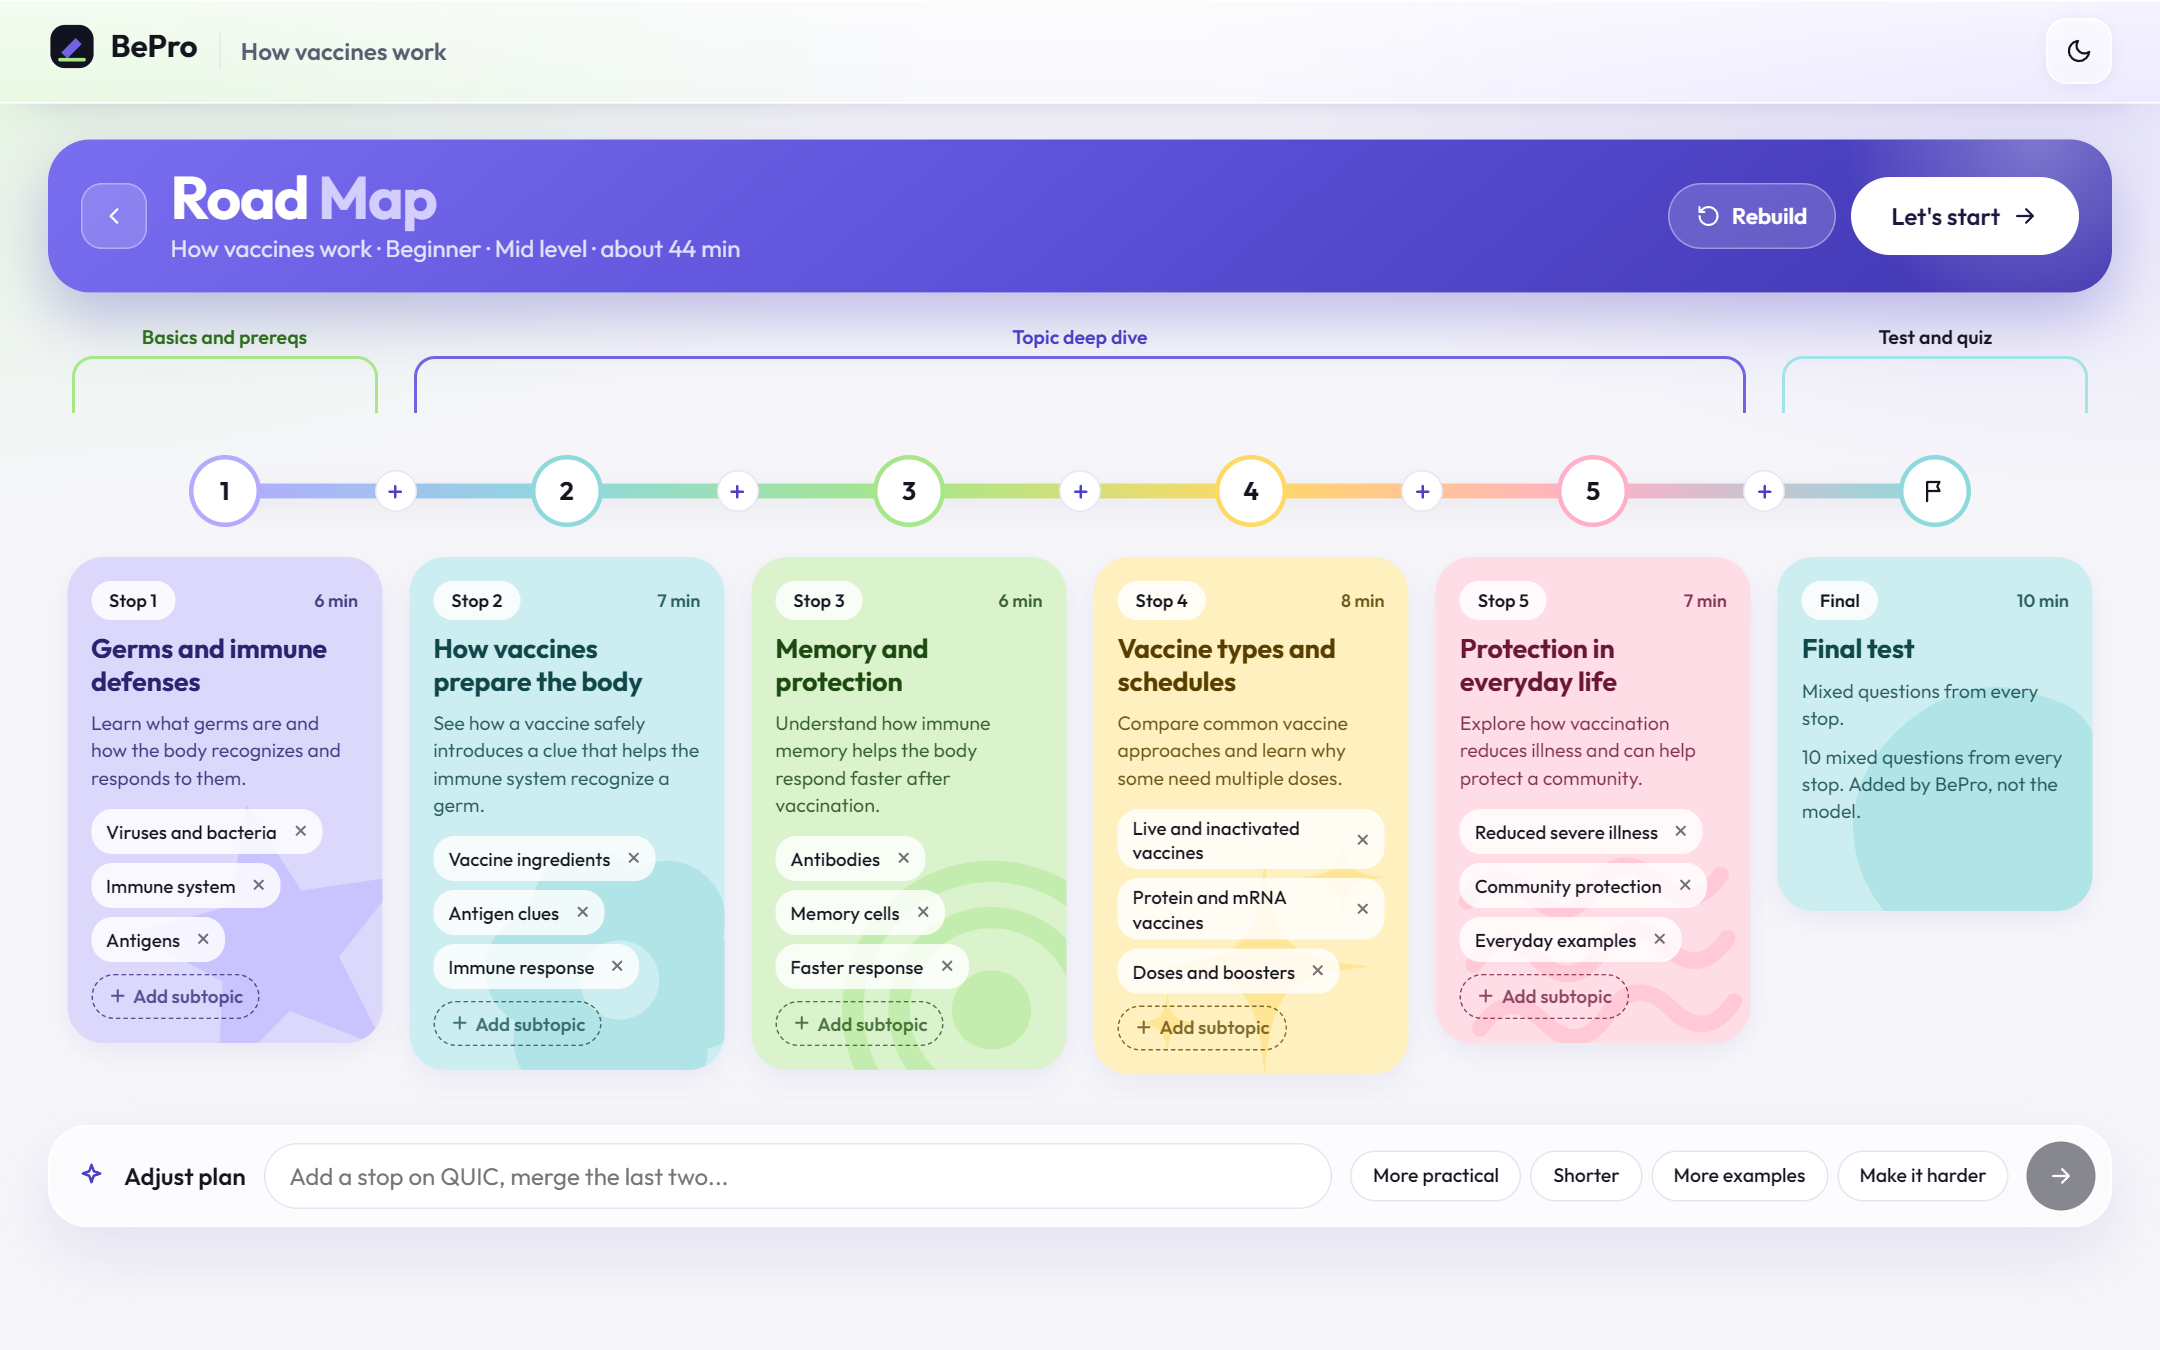 BePro
How vaccines work
Road Map
How vaccines work · Beginner · Mid level · about 44 min
Rebuild
Let's start
Basics and prereqs
Topic deep dive
Test and quiz
1
2
3
4
5
Stop 1
6 min
Germs and immune
defenses
Learn what germs are and
how the body recognizes and
responds to them.
Viruses and bacteria
Immune system
Antigens
Add subtopic
Stop 2
7 min
How vaccines
prepare the body
See how a vaccine safely
introduces a clue that helps the
immune system recognize a
germ.
Vaccine ingredients
Antigen clues
Immune response
Add subtopic
Stop 3
6 min
Memory and
protection
Understand how immune
memory helps the body
respond faster after
vaccination.
Antibodies
Memory cells
Faster response
Add subtopic
Stop 4
8 min
Vaccine types and
schedules
Compare common vaccine
approaches and learn why
some need multiple doses.
Live and inactivated
vaccines
Protein and mRNA
vaccines
Doses and boosters
Add subtopic
Stop 5
7 min
Protection in
everyday life
Explore how vaccination
reduces illness and can help
protect a community.
Reduced severe illness
Community protection
Everyday examples
Add subtopic
Final
10 min
Final test
Mixed questions from every
stop.
10 mixed questions from every
stop. Added by BePro, not the
model.
Adjust plan
Add a stop on QUIC, merge the last two...
More practical
Shorter
More examples
Make it harder